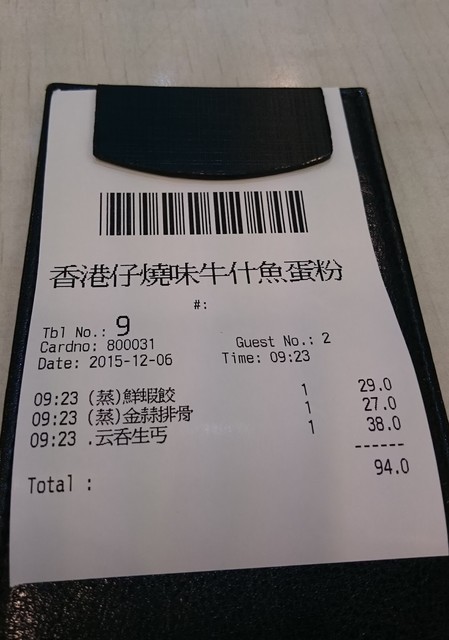 香港仔燒味牛什魚蛋粉
#:
Tbl No.: 9
Cardno: 800031 Guest No.: 2
Date: 2015-12-06 Time: 09:23
09:23 (蒸)鮮蝦餃 1 29.0
09:23 (蒸)金蒜排骨 1 27.0
09:23 .云吞生丐 1 38.0
------
Total : 94.0